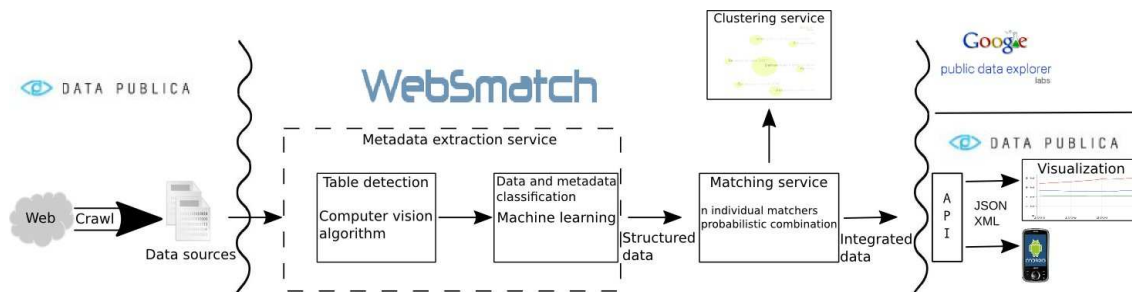 DATA PUBLICA
Web
Crawl
Data sources
WebSmatch
Metadata extraction service
Table detection
Computer vision
algorithm
Data and metadata
classification
Machine learning
Structured
data
Clustering service
Matching service
n individual matchers
probabilistic combination
Integrated
data
Google
public data explorer
labs
DATA PUBLICA
A
P
I
JSON
XML
Visualization